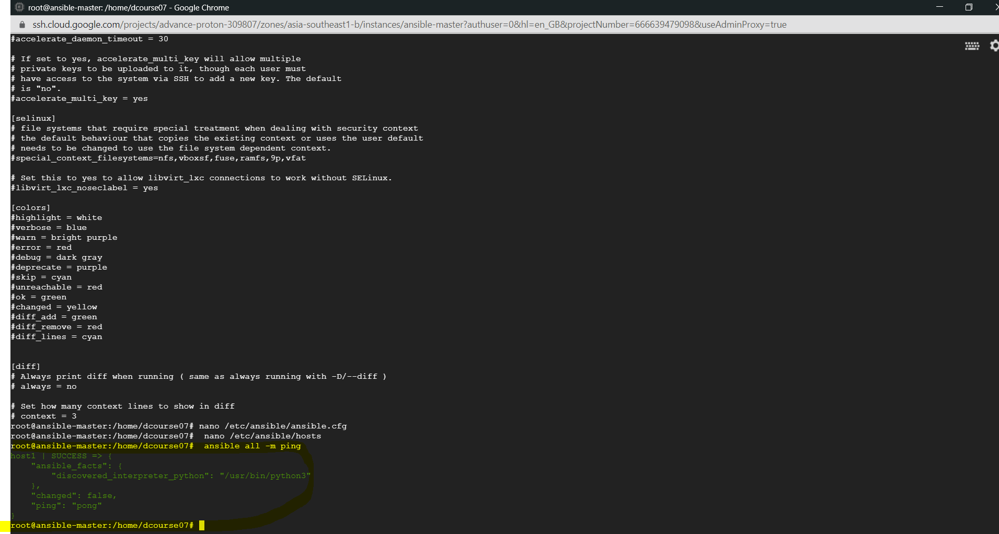 root@ansible-master: /home/dcourse07 - Google Chrome
ssh.cloud.google.com/projects/advance-proton-309807/zones/asia-southeast1-b/instances/ansible-master?authuser=0&hl=en_GB&projectNumber=666639479098&useAdminProxy=true
#accelerate_daemon_timeout = 30
# If set to yes, accelerate_multi_key will allow multiple
# private keys to be uploaded to it, though each user must
# have access to the system via SSH to add a new key. The default
# is "no".
#accelerate_multi_key = yes
[selinux]
# file systems that require special treatment when dealing with security context
# the default behaviour that copies the existing context or uses the user default
# needs to be changed to use the file system dependent context.
#special_context_filesystems=nfs,vboxsf,fuse,ramfs,9p,vfat
# Set this to yes to allow libvirt_lxc connections to work without SELinux.
#libvirt_lxc_noseclabel = yes
[colors]
#highlight = white
#verbose = blue
#warn = bright purple
#error = red
#debug = dark gray
#deprecate = purple
#skip = cyan
#unreachable = red
#ok = green
#changed = yellow
#diff_add = green
#diff_remove = red
#diff_lines = cyan
[diff]
# Always print diff when running ( same as always running with -D/--diff )
# always = no
# Set how many context lines to show in diff
# context = 3
root@ansible-master:/home/dcourse07# nano /etc/ansible/ansible.cfg
root@ansible-master:/home/dcourse07#  nano /etc/ansible/hosts
root@ansible-master:/home/dcourse07#  ansible all -m ping
host1 | SUCCESS => {
    "ansible_facts": {
        "discovered_interpreter_python": "/usr/bin/python3"
    },
    "changed": false,
    "ping": "pong"
}
root@ansible-master:/home/dcourse07#